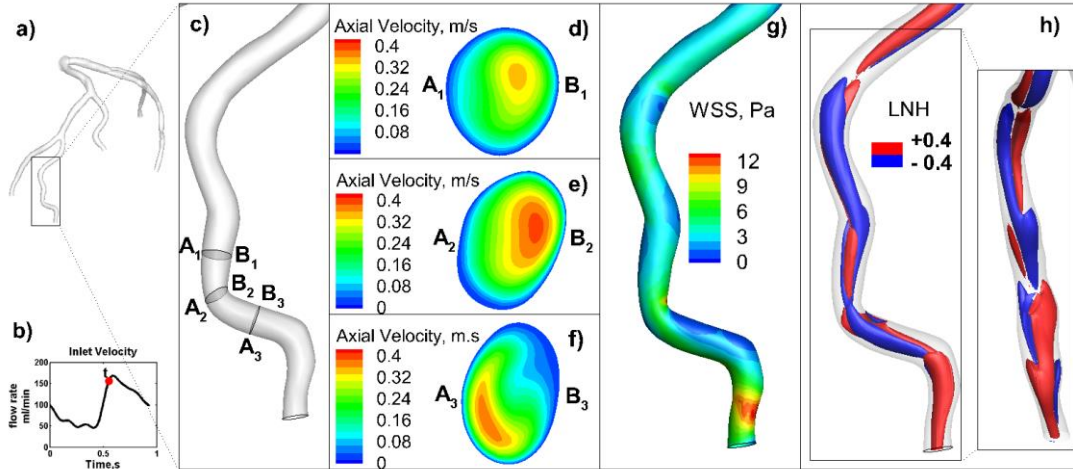 a)
b)
Inlet Velocity
200
150
100
50
0
t
flow rate
ml/min
0 0.5 1
Time,s
c)
A1 B1
B2 B3
A2
A3
Axial Velocity, m/s
0.4
0.32
0.24
0.16
0.08
0
d)
A1 B1
Axial Velocity, m/s
0.4
0.32
0.24
0.16
0.08
0
e)
A2 B2
Axial Velocity, m.s
0.4
0.32
0.24
0.16
0.08
0
f)
A3 B3
g)
WSS, Pa
12
9
6
3
0
h)
LNH
+0.4
- 0.4